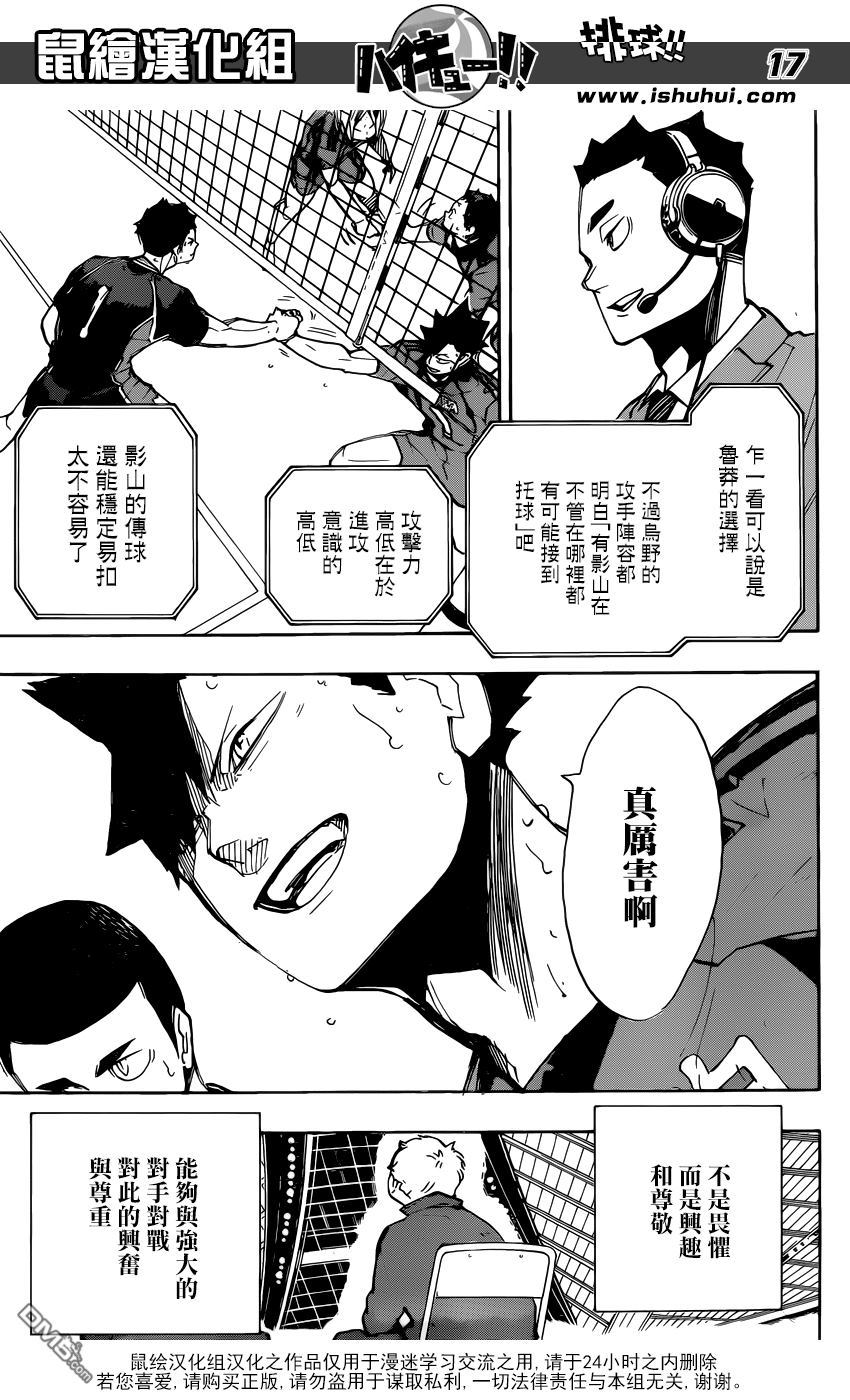 鼠繪漢化組
ハイキュー!!
排球!!
17
www.ishuhui.com
乍一看可以說是
魯莽的選擇
不過烏野的
攻手陣容都
明白「有影山在
不管在哪裡都
有可能接到
托球」吧
攻擊力
高低在於
進攻
意識的
高低
影山的傳球
還能穩定易扣
太不容易了
1
真厲害啊
不是畏懼
而是興趣
和尊敬
能夠與強大的
對手對戰
對此的興奮
與尊重
DM5.com
鼠绘汉化组汉化之作品仅用于漫迷学习交流之用, 请于24小时之内删除
若您喜爱, 请购买正版, 请勿盗用于谋取私利, 一切法律责任与本组无关, 谢谢。